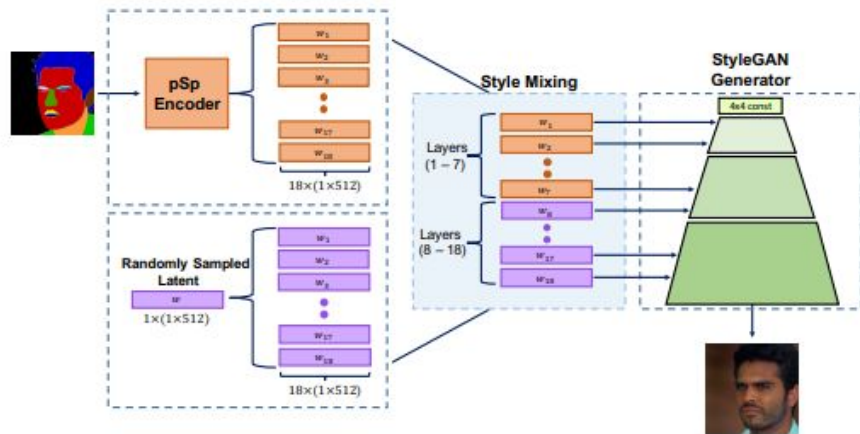 pSp
Encoder
w₁
w₂
w₃
w₁₇
w₁₈
18×(1×512)
Randomly Sampled
Latent
w
1×(1×512)
w₁
w₂
w₃
w₁₇
w₁₈
18×(1×512)
Style Mixing
Layers
(1 – 7)
w₁
w₂
w₇
Layers
(8 – 18)
w₈
w₁₇
w₁₈
StyleGAN
Generator
4x4 const